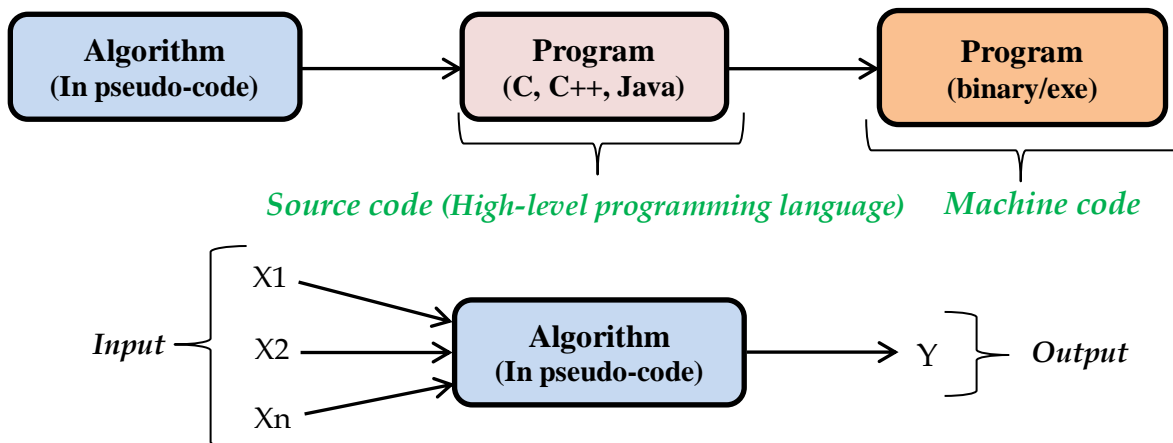 Algorithm
(In pseudo-code)
Program
(C, C++, Java)
Program
(binary/exe)
Source code (High-level programming language)
Machine code
Input
X1
X2
Xn
Algorithm
(In pseudo-code)
Y
Output